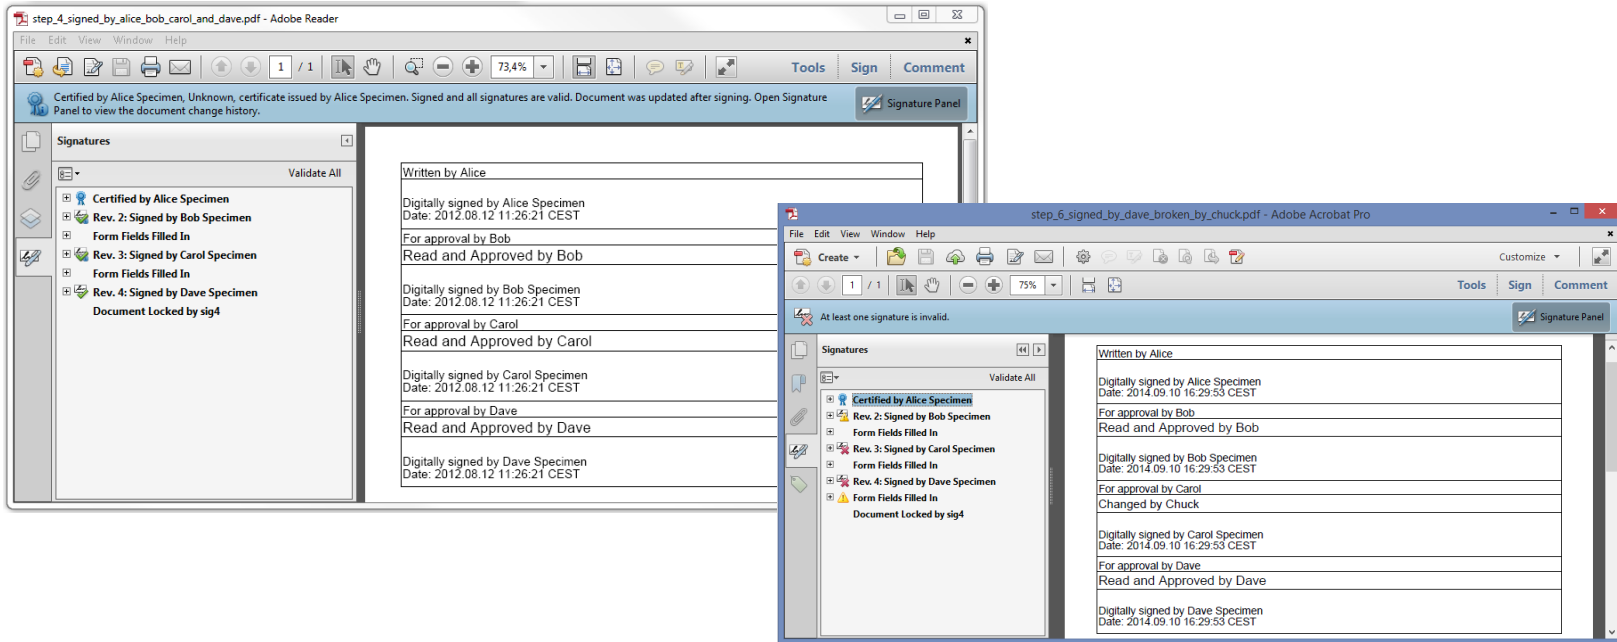 step_4_signed_by_alice_bob_carol_and_dave.pdf - Adobe Reader
File Edit View Window Help
1 / 1 73,4% Tools Sign Comment
Certified by Alice Specimen, Unknown, certificate issued by Alice Specimen. Signed and all signatures are valid. Document was updated after signing. Open Signature
Panel to view the document change history.
Signature Panel
Signatures
Validate All
Certified by Alice Specimen
Rev. 2: Signed by Bob Specimen
Form Fields Filled In
Rev. 3: Signed by Carol Specimen
Form Fields Filled In
Rev. 4: Signed by Dave Specimen
Document Locked by sig4
Written by Alice
Digitally signed by Alice Specimen
Date: 2012.08.12 11:26:21 CEST
For approval by Bob
Read and Approved by Bob
Digitally signed by Bob Specimen
Date: 2012.08.12 11:26:21 CEST
For approval by Carol
Read and Approved by Carol
Digitally signed by Carol Specimen
Date: 2012.08.12 11:26:21 CEST
For approval by Dave
Read and Approved by Dave
Digitally signed by Dave Specimen
Date: 2012.08.12 11:26:21 CEST
step_6_signed_by_dave_broken_by_chuck.pdf - Adobe Acrobat Pro
File Edit View Window Help
Create Customize
1 / 1 75% Tools Sign Comment
At least one signature is invalid.
Signature Panel
Signatures
Validate All
Certified by Alice Specimen
Rev. 2: Signed by Bob Specimen
Form Fields Filled In
Rev. 3: Signed by Carol Specimen
Form Fields Filled In
Rev. 4: Signed by Dave Specimen
Form Fields Filled In
Document Locked by sig4
Written by Alice
Digitally signed by Alice Specimen
Date: 2014.09.10 16:29:53 CEST
For approval by Bob
Read and Approved by Bob
Digitally signed by Bob Specimen
Date: 2014.09.10 16:29:53 CEST
For approval by Carol
Changed by Chuck
Digitally signed by Carol Specimen
Date: 2014.09.10 16:29:53 CEST
For approval by Dave
Read and Approved by Dave
Digitally signed by Dave Specimen
Date: 2014.09.10 16:29:53 CEST